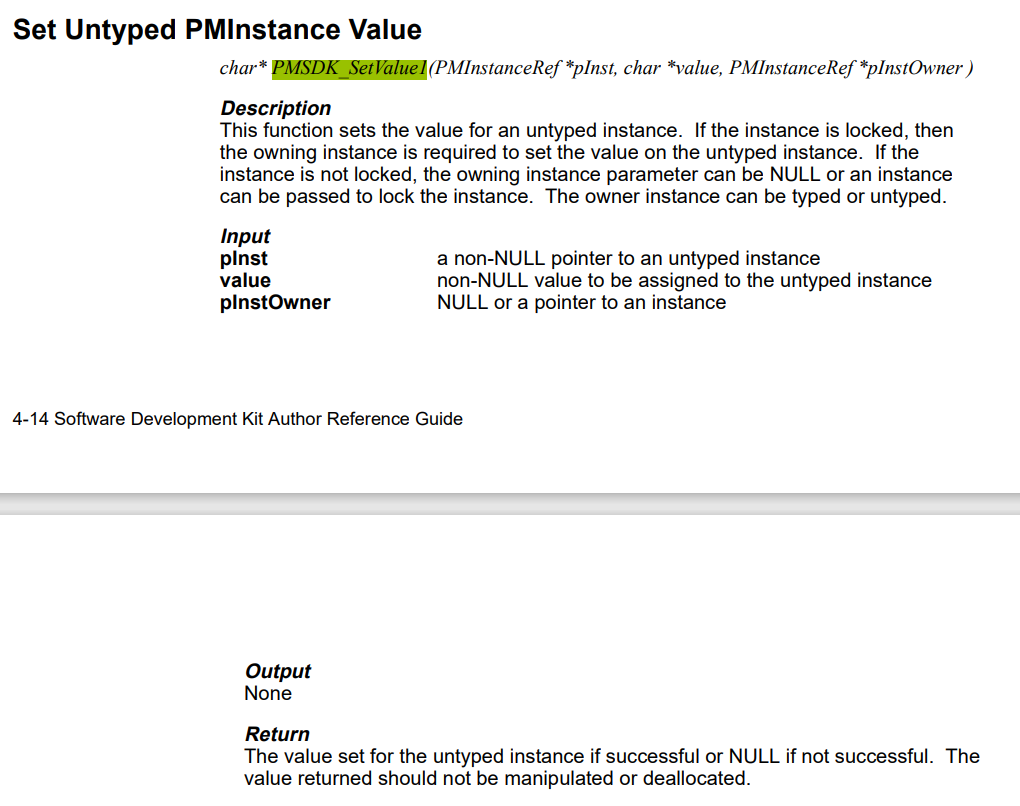 Set Untyped PMInstance Value
char* PMSDK_SetValue1(PMInstanceRef *pInst, char *value, PMInstanceRef *pInstOwner )
Description
This function sets the value for an untyped instance.  If the instance is locked, then
the owning instance is required to set the value on the untyped instance.  If the
instance is not locked, the owning instance parameter can be NULL or an instance
can be passed to lock the instance.  The owner instance can be typed or untyped.
Input
pInst a non-NULL pointer to an untyped instance
value non-NULL value to be assigned to the untyped instance
pInstOwner NULL or a pointer to an instance
4-14 Software Development Kit Author Reference Guide
Output
None
Return
The value set for the untyped instance if successful or NULL if not successful.  The
value returned should not be manipulated or deallocated.